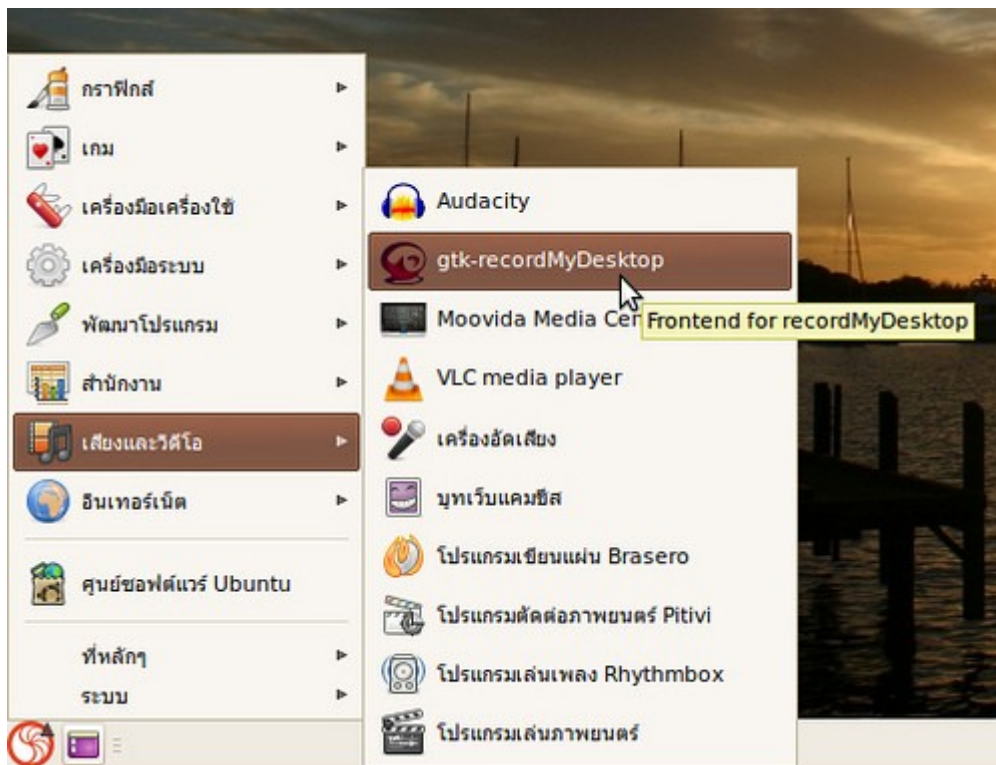 กราฟิกส์
เกม
เครื่องมือเครื่องใช้
เครื่องมือระบบ
พัฒนาโปรแกรม
สำนักงาน
เสียงและวิดีโอ
อินเทอร์เน็ต
ศูนย์ซอฟต์แวร์ Ubuntu
ที่หลักๆ
ระบบ
Audacity
gtk-recordMyDesktop
Moovida Media Cen
Frontend for recordMyDesktop
VLC media player
เครื่องอัดเสียง
บูทเว็บแคมชีส
โปรแกรมเขียนแผ่น Brasero
โปรแกรมตัดต่อภาพยนตร์ Pitivi
โปรแกรมเล่นเพลง Rhythmbox
โปรแกรมเล่นภาพยนตร์